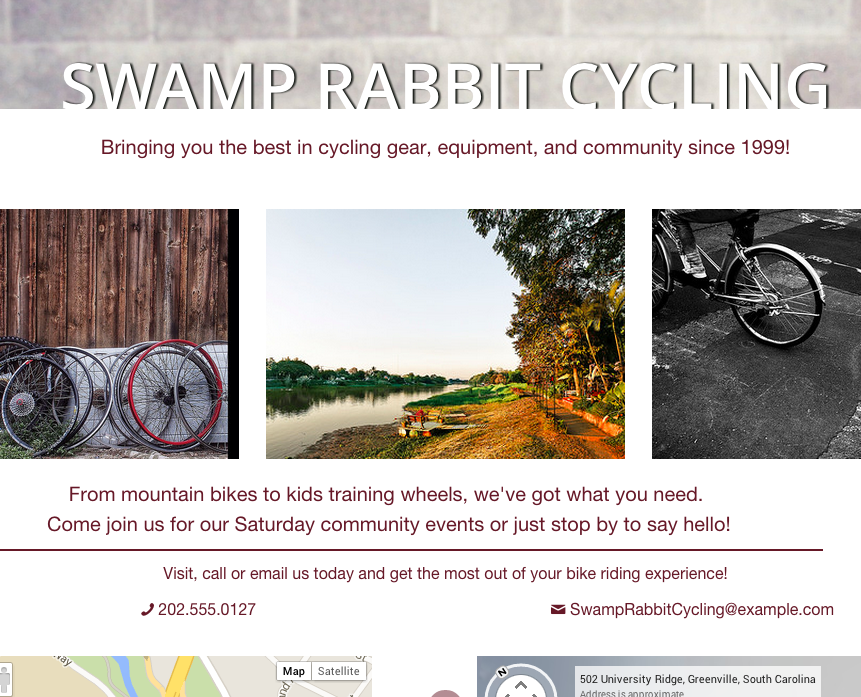 SWAMP RABBIT CYCLING
Bringing you the best in cycling gear, equipment, and community since 1999!
From mountain bikes to kids training wheels, we've got what you need.
Come join us for our Saturday community events or just stop by to say hello!
Visit, call or email us today and get the most out of your bike riding experience!
202.555.0127
SwampRabbitCycling@example.com
Map Satellite
N
502 University Ridge, Greenville, South Carolina
Address is approximate